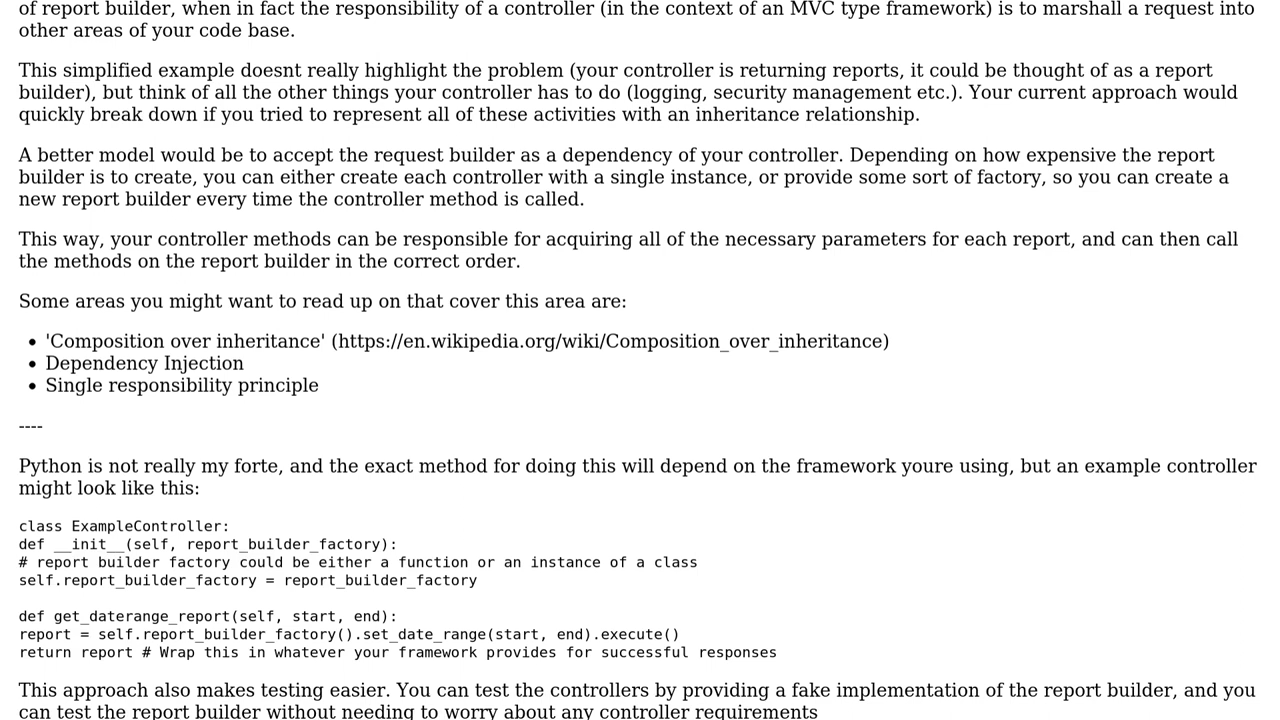 of report builder, when in fact the responsibility of a controller (in the context of an MVC type framework) is to marshall a request into
other areas of your code base.
This simplified example doesnt really highlight the problem (your controller is returning reports, it could be thought of as a report
builder), but think of all the other things your controller has to do (logging, security management etc.). Your current approach would
quickly break down if you tried to represent all of these activities with an inheritance relationship.
A better model would be to accept the request builder as a dependency of your controller. Depending on how expensive the report
builder is to create, you can either create each controller with a single instance, or provide some sort of factory, so you can create a
new report builder every time the controller method is called.
This way, your controller methods can be responsible for acquiring all of the necessary parameters for each report, and can then call
the methods on the report builder in the correct order.
Some areas you might want to read up on that cover this area are:
• 'Composition over inheritance' (https://en.wikipedia.org/wiki/Composition_over_inheritance)
• Dependency Injection
• Single responsibility principle
----
Python is not really my forte, and the exact method for doing this will depend on the framework youre using, but an example controller
might look like this:
class ExampleController:
def __init__(self, report_builder_factory):
# report builder factory could be either a function or an instance of a class
self.report_builder_factory = report_builder_factory
def get_daterange_report(self, start, end):
report = self.report_builder_factory().set_date_range(start, end).execute()
return report # Wrap this in whatever your framework provides for successful responses
This approach also makes testing easier. You can test the controllers by providing a fake implementation of the report builder, and you
can test the report builder without needing to worry about any controller requirements